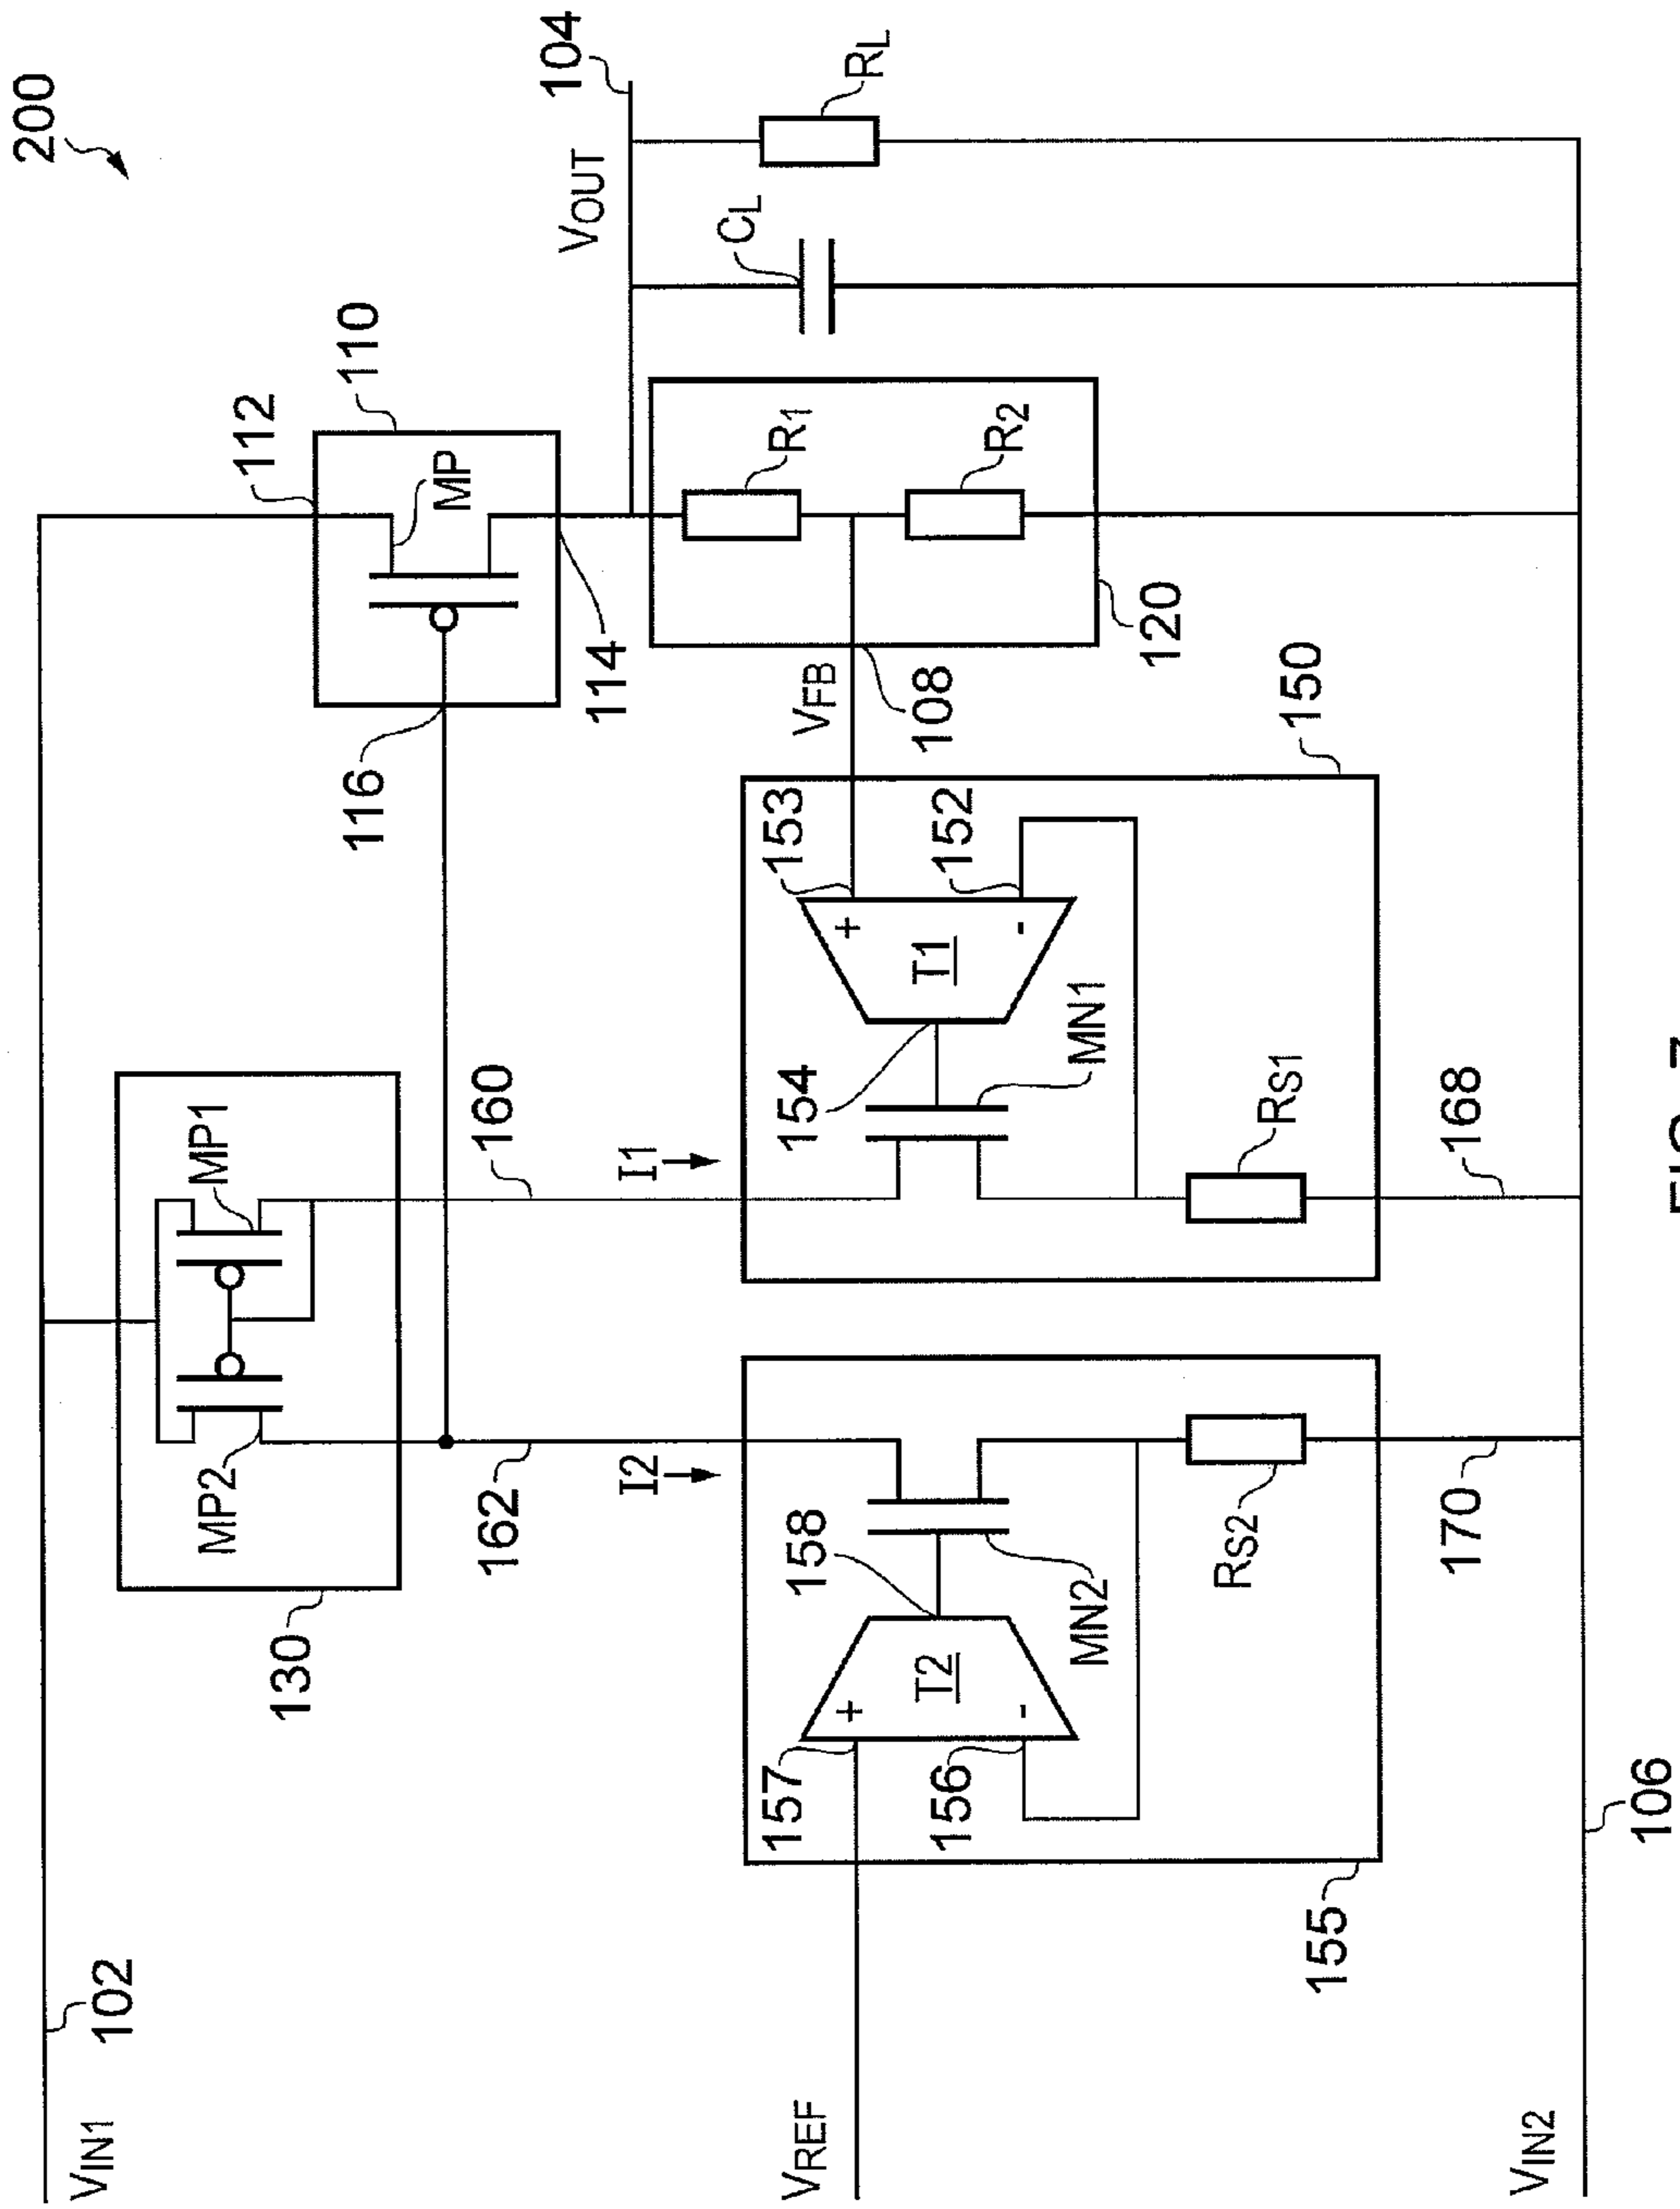 200
VIN1
102
130
MP2
MP1
112
110
MP
116
114
VOUT
104
CL
RL
162
I2
I1
160
VREF
157
156
T2
158
MN2
RS2
155
170
154
MN1
T1
153
152
RS1
168
150
VFB
108
R1
R2
120
+
-
+
-
VIN2
106